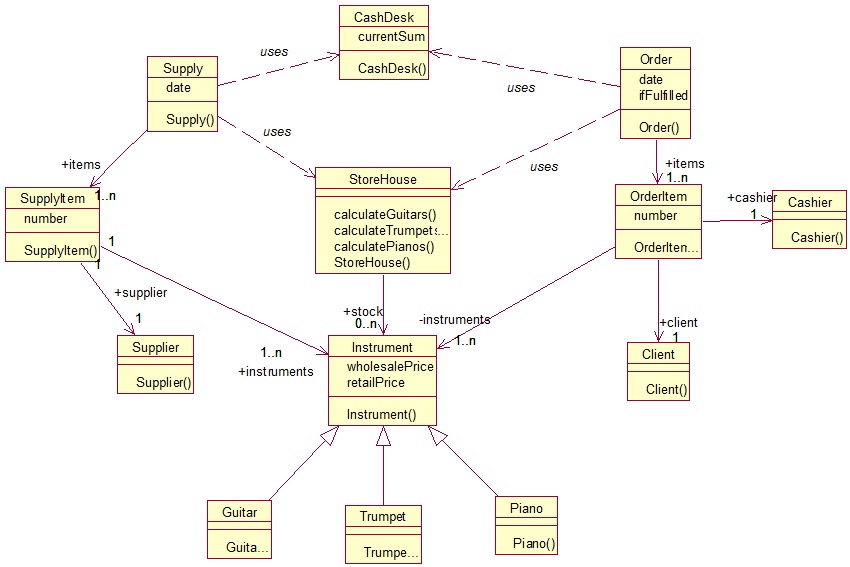 CashDesk
currentSum
CashDesk()
uses
uses
Supply
date
Supply()
Order
date
ifFulfilled
Order()
uses
uses
+items
1..n
+items
1..n
SupplyItem
number
SupplyItem()
StoreHouse
calculateGuitars()
calculateTrumpets...
calculatePianos()
StoreHouse()
OrderItem
number
OrderIten...
+cashier
1
Cashier
Cashier()
1
1
+supplier
1
+stock
0..n
-instruments
1..n
+client
1
Supplier
Supplier()
1..n
+instruments
Instrument
wholesalePrice
retailPrice
Instrument()
Client
Client()
Guitar
Guita...
Trumpet
Trumpe...
Piano
Piano()